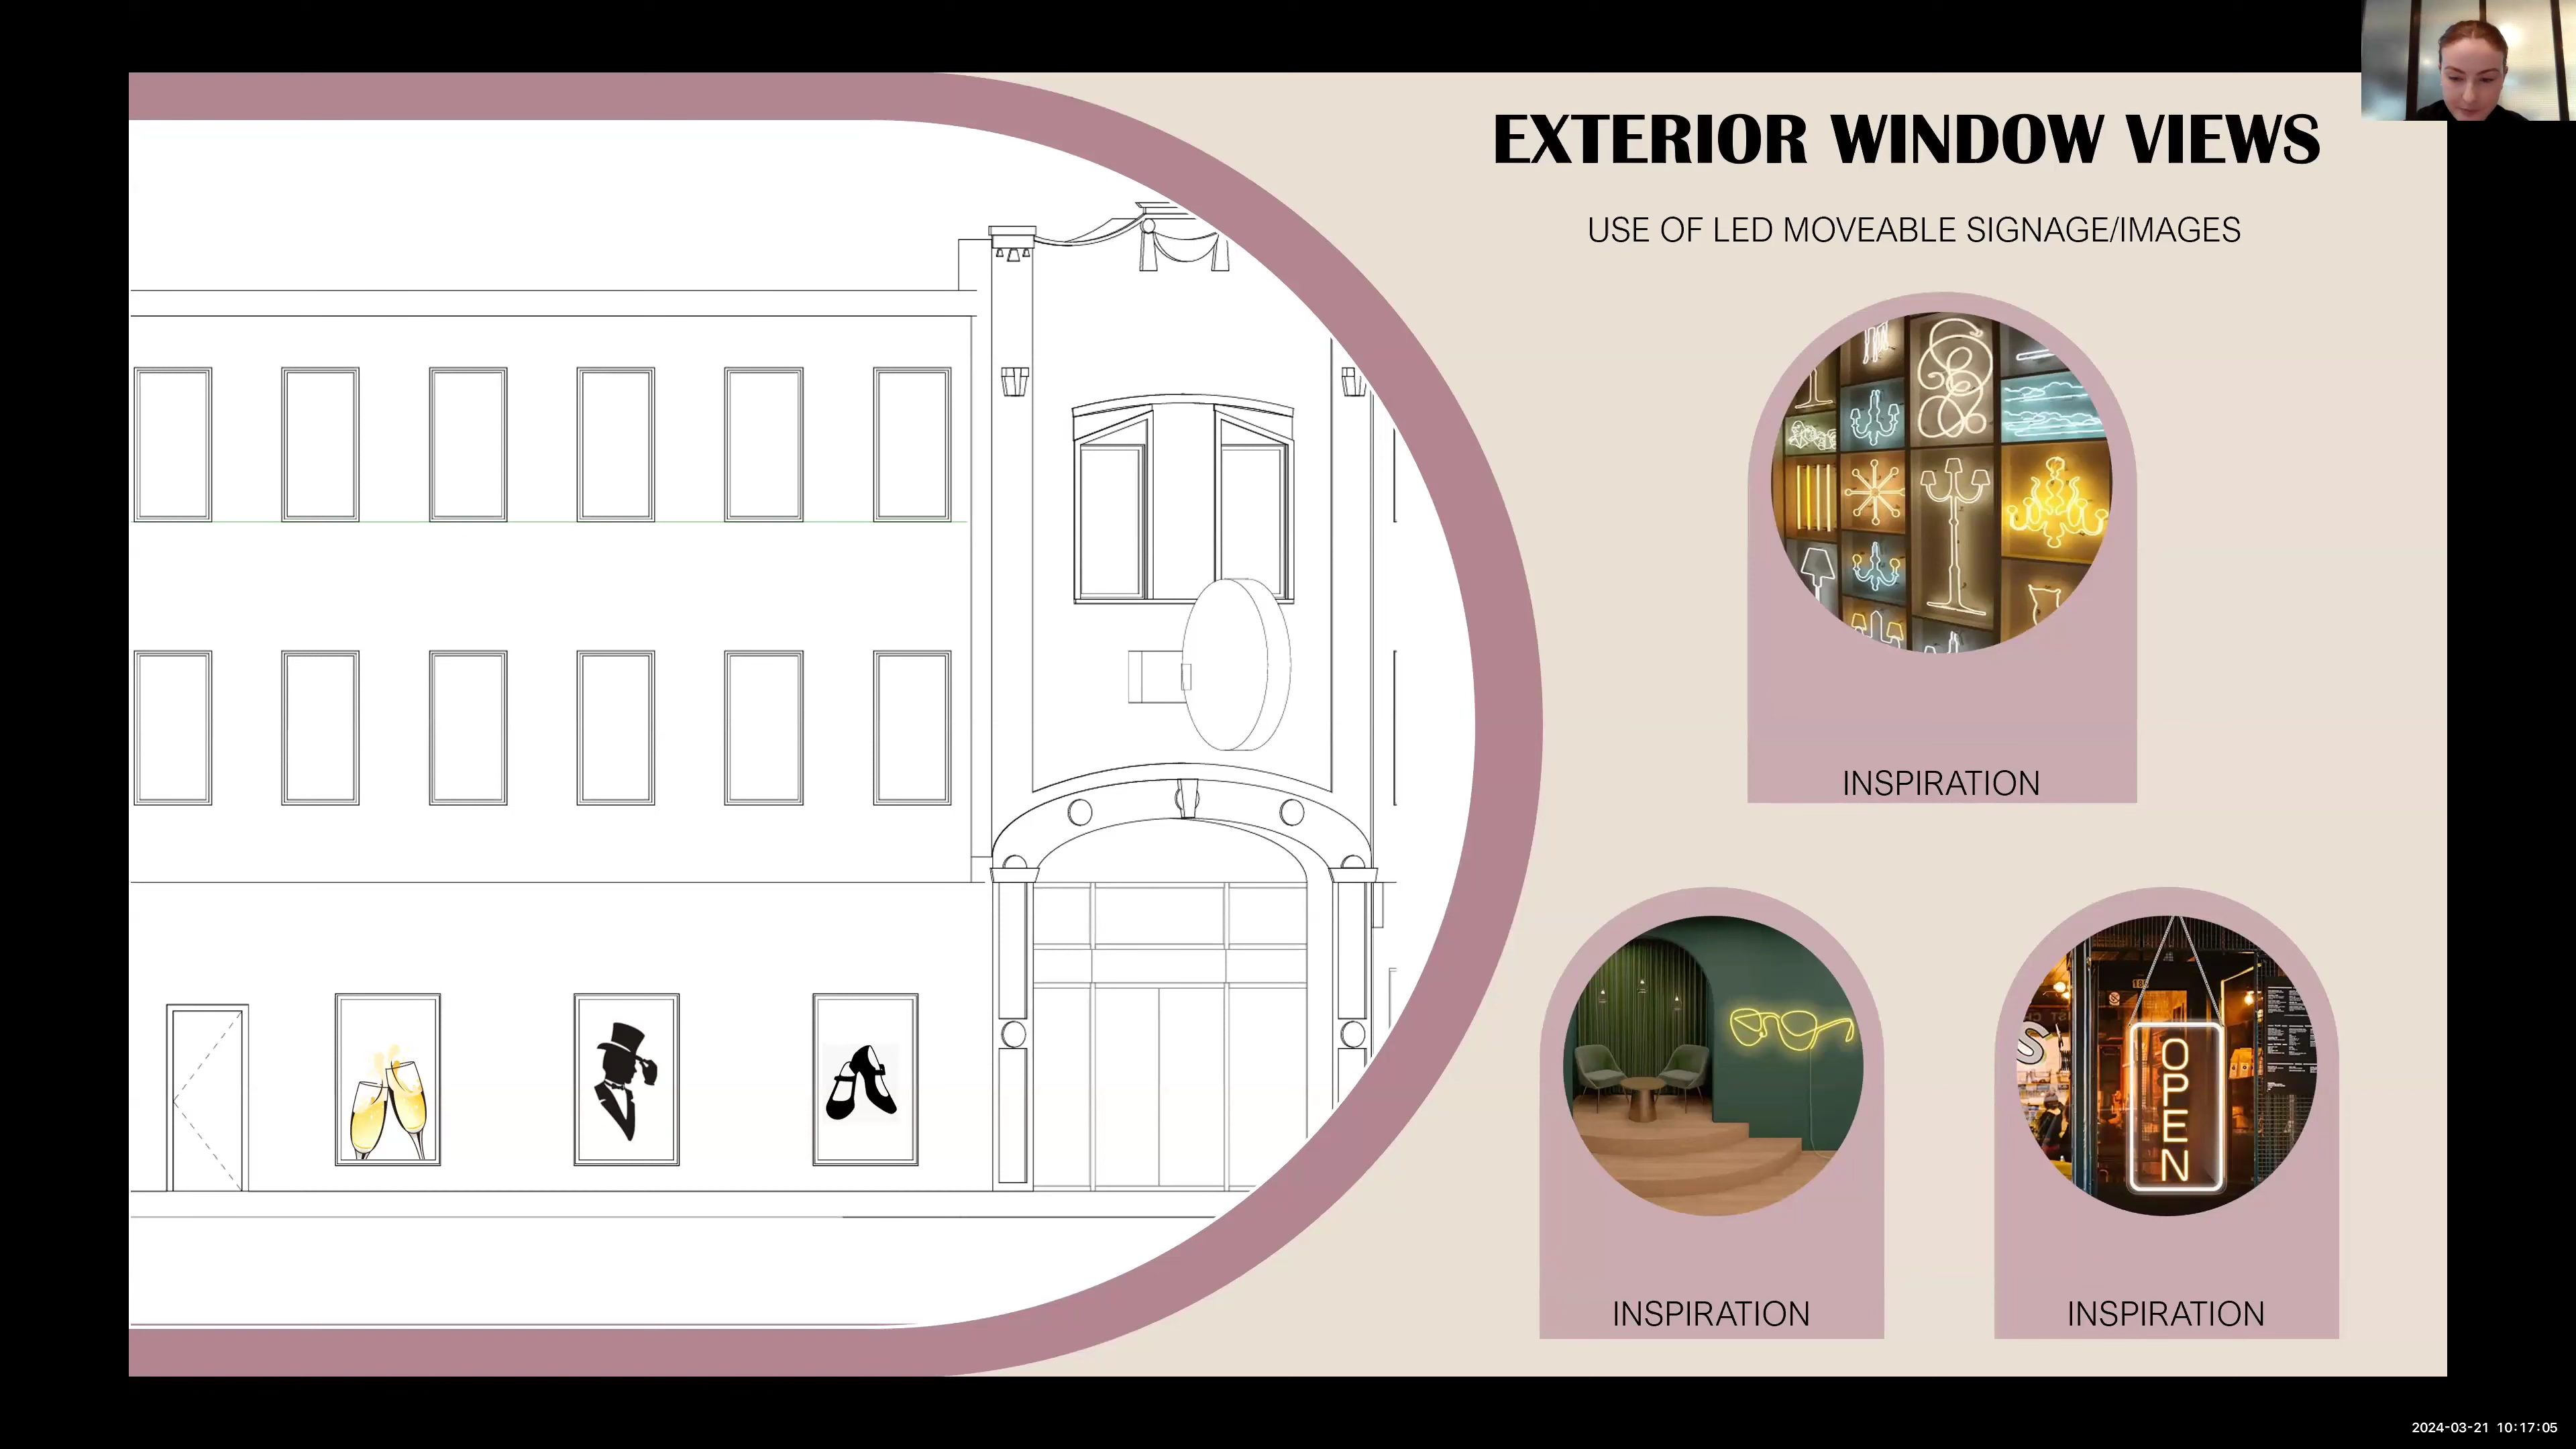 EXTERIOR WINDOW VIEWS
USE OF LED MOVEABLE SIGNAGE/IMAGES
INSPIRATION
OPEN
INSPIRATION
INSPIRATION
2024-03-21 10:17:05